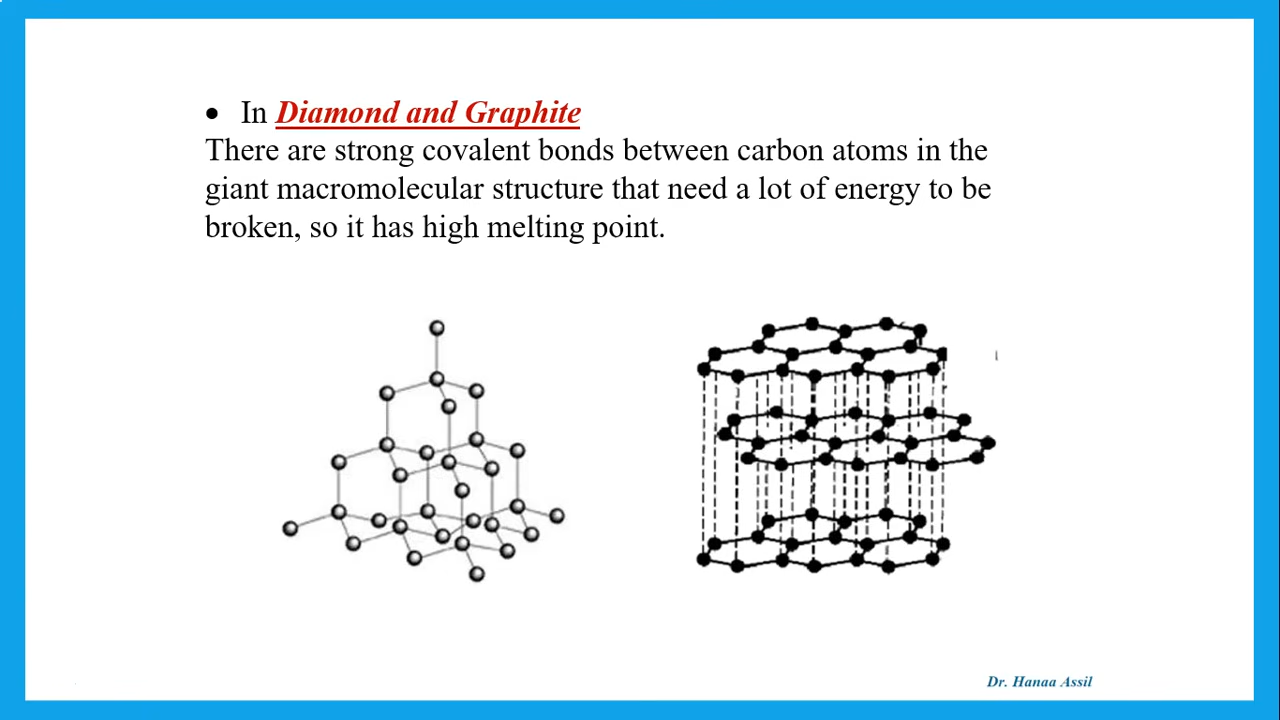 • In Diamond and Graphite
There are strong covalent bonds between carbon atoms in the
giant macromolecular structure that need a lot of energy to be
broken, so it has high melting point.
Dr. Hanaa Assil